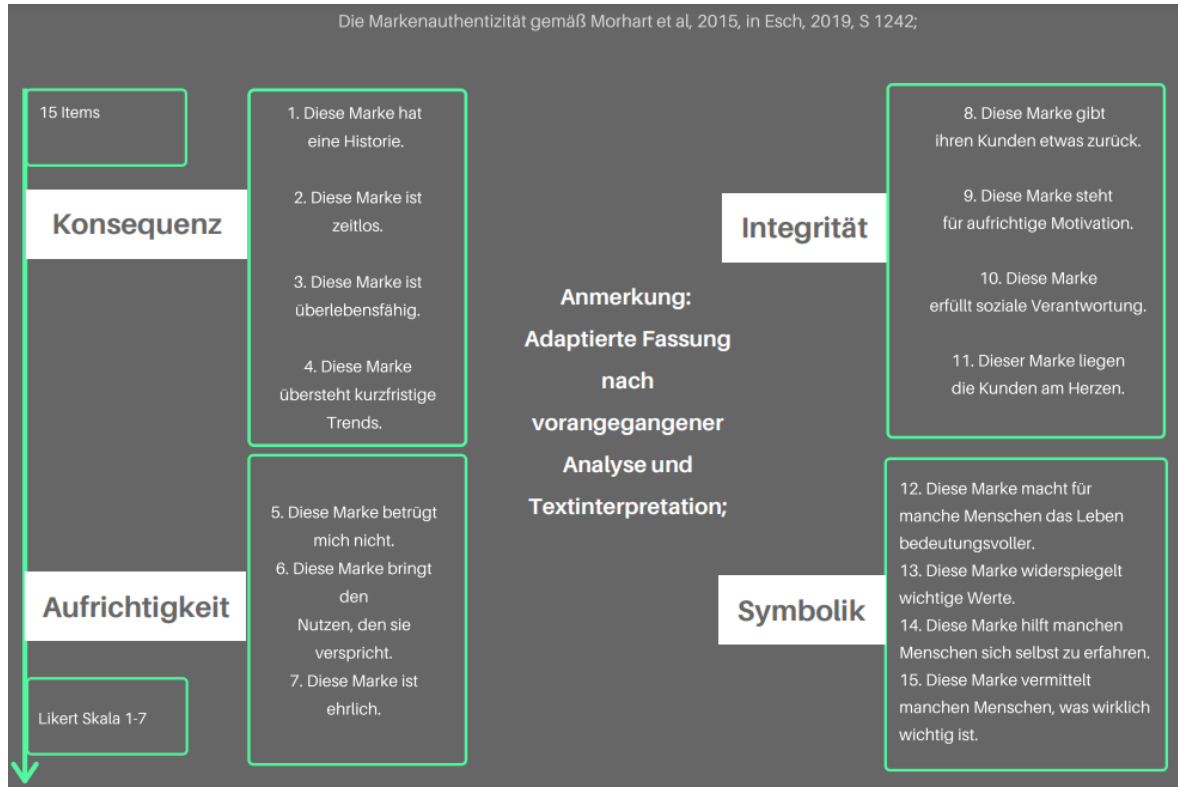 Die Markenauthentizität gemäß Morhart et al, 2015, in Esch, 2019, S 1242;
15 Items
Konsequenz
1. Diese Marke hat
eine Historie.
2. Diese Marke ist
zeitlos.
3. Diese Marke ist
überlebensfähig.
4. Diese Marke
übersteht kurzfristige
Trends.
Aufrichtigkeit
5. Diese Marke betrügt
mich nicht.
6. Diese Marke bringt
den
Nutzen, den sie
verspricht.
7. Diese Marke ist
ehrlich.
Likert Skala 1-7
Anmerkung:
Adaptierte Fassung
nach
vorangegangener
Analyse und
Textinterpretation;
Integrität
8. Diese Marke gibt
ihren Kunden etwas zurück.
9. Diese Marke steht
für aufrichtige Motivation.
10. Diese Marke
erfüllt soziale Verantwortung.
11. Dieser Marke liegen
die Kunden am Herzen.
Symbolik
12. Diese Marke macht für
manche Menschen das Leben
bedeutungsvoller.
13. Diese Marke widerspiegelt
wichtige Werte.
14. Diese Marke hilft manchen
Menschen sich selbst zu erfahren.
15. Diese Marke vermittelt
manchen Menschen, was wirklich
wichtig ist.